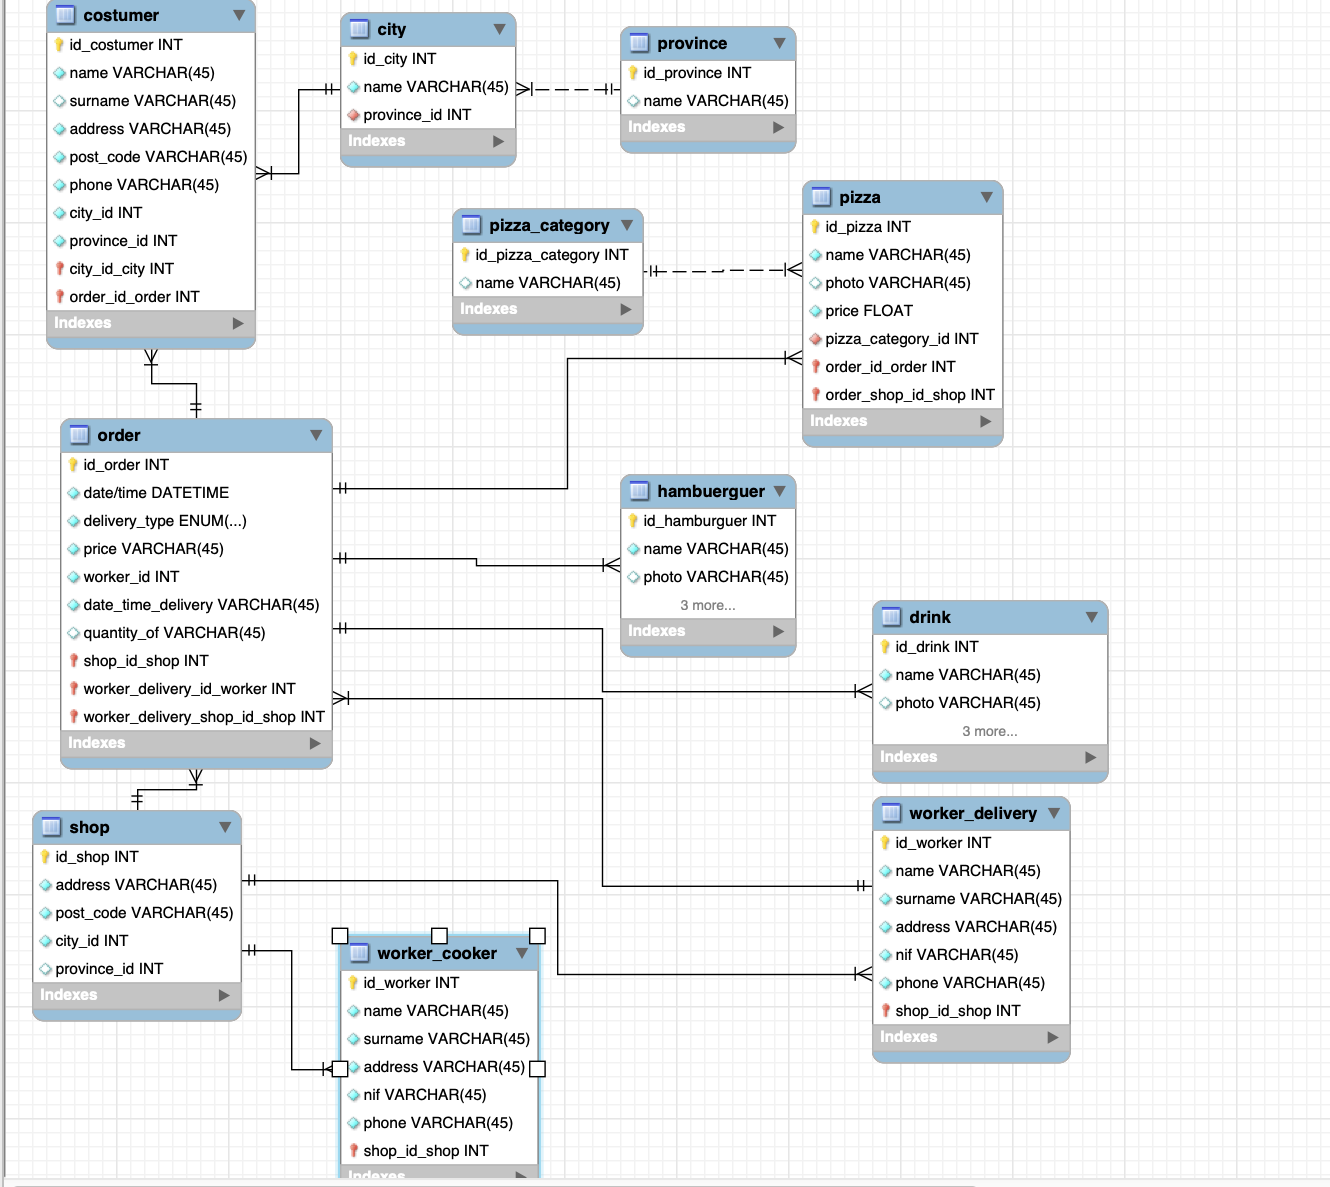 costumer
id_costumer INT
name VARCHAR(45)
surname VARCHAR(45)
address VARCHAR(45)
post_code VARCHAR(45)
phone VARCHAR(45)
city_id INT
province_id INT
city_id_city INT
order_id_order INT
Indexes
city
id_city INT
name VARCHAR(45)
province_id INT
Indexes
province
id_province INT
name VARCHAR(45)
Indexes
pizza_category
id_pizza_category INT
name VARCHAR(45)
Indexes
pizza
id_pizza INT
name VARCHAR(45)
photo VARCHAR(45)
price FLOAT
pizza_category_id INT
order_id_order INT
order_shop_id_shop INT
Indexes
order
id_order INT
date/time DATETIME
delivery_type ENUM(...)
price VARCHAR(45)
worker_id INT
date_time_delivery VARCHAR(45)
quantity_of VARCHAR(45)
shop_id_shop INT
worker_delivery_id_worker INT
worker_delivery_shop_id_shop INT
Indexes
hambuerguer
id_hamburguer INT
name VARCHAR(45)
photo VARCHAR(45)
3 more...
Indexes
drink
id_drink INT
name VARCHAR(45)
photo VARCHAR(45)
3 more...
Indexes
shop
id_shop INT
address VARCHAR(45)
post_code VARCHAR(45)
city_id INT
province_id INT
Indexes
worker_delivery
id_worker INT
name VARCHAR(45)
surname VARCHAR(45)
address VARCHAR(45)
nif VARCHAR(45)
phone VARCHAR(45)
shop_id_shop INT
Indexes
worker_cooker
id_worker INT
name VARCHAR(45)
surname VARCHAR(45)
address VARCHAR(45)
nif VARCHAR(45)
phone VARCHAR(45)
shop_id_shop INT
Indexes